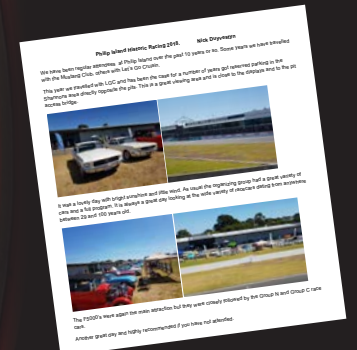 Phillip Island Historic Racing 2018. Nick Duyvestyn
We have been regular attendees at Phillip Island over the past 10 years or so. Some years we have travelled
with the Mustang Club, others with Let's Go Cruisin.
This year we travelled with LGC and has been the case for a number of years got reserved parking in the
Shannons area directly opposite the pits. This is a great viewing area and is close to the displays and to the pit
access bridge.
It was a lovely day with bright sunshine and little wind. As usual the organizing group had a great variety of
cars and a full program. It is always a great day looking at the wide variety of racecars dating from anywhere
between 20 and 100 years old.
The F5000's were again the main attraction but they were closely followed by the Group N and Group C race
cars.
Another great day and highly recommended if you have not attended.